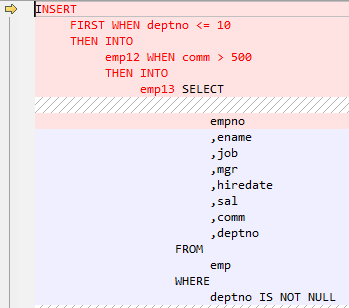 INSERT
FIRST WHEN deptno <= 10
THEN INTO
emp12 WHEN comm > 500
THEN INTO
emp13 SELECT
empno
,ename
,job
,mgr
,hiredate
,sal
,comm
,deptno
FROM
emp
WHERE
deptno IS NOT NULL